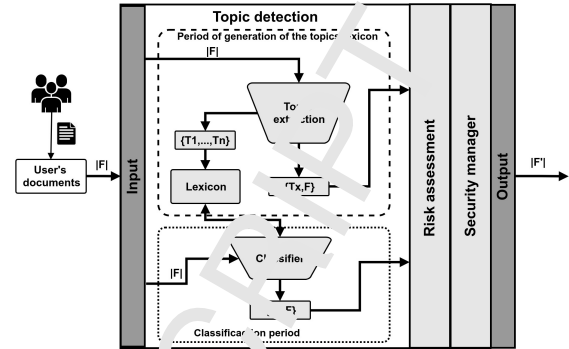 Topic detection
Period of generation of the topics lexicon
|F|
{T1,...,Tn}
Lexicon
User's
documents
|F|
Input
Classifier
|F|
Classification period
Risk assessment
Security manager
Output
|F'|